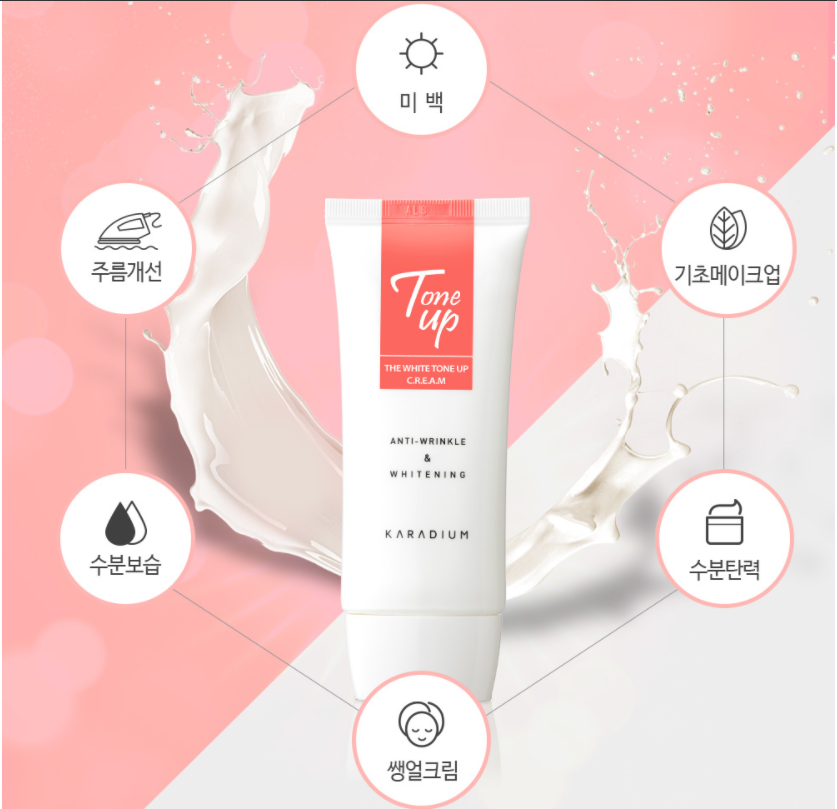 미 백
주름개선
기초메이크업
Tone
up
THE WHITE TONE UP
C.R.E.A.M
ANTI-WRINKLE
&
WHITENING
KARADIUM
수분보습
수분탄력
쌩얼크림